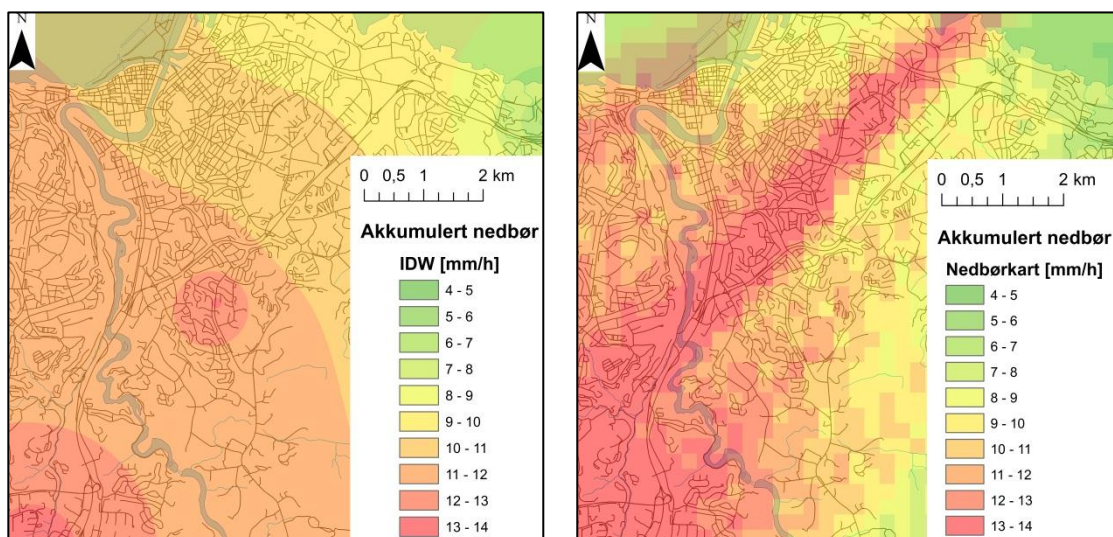 N
0 0,5 1 2 km
Akkumulert nedbør
IDW [mm/h]
4 - 5
5 - 6
6 - 7
7 - 8
8 - 9
9 - 10
10 - 11
11 - 12
12 - 13
13 - 14
N
0 0,5 1 2 km
Akkumulert nedbør
Nedbørkart [mm/h]
4 - 5
5 - 6
6 - 7
7 - 8
8 - 9
9 - 10
10 - 11
11 - 12
12 - 13
13 - 14